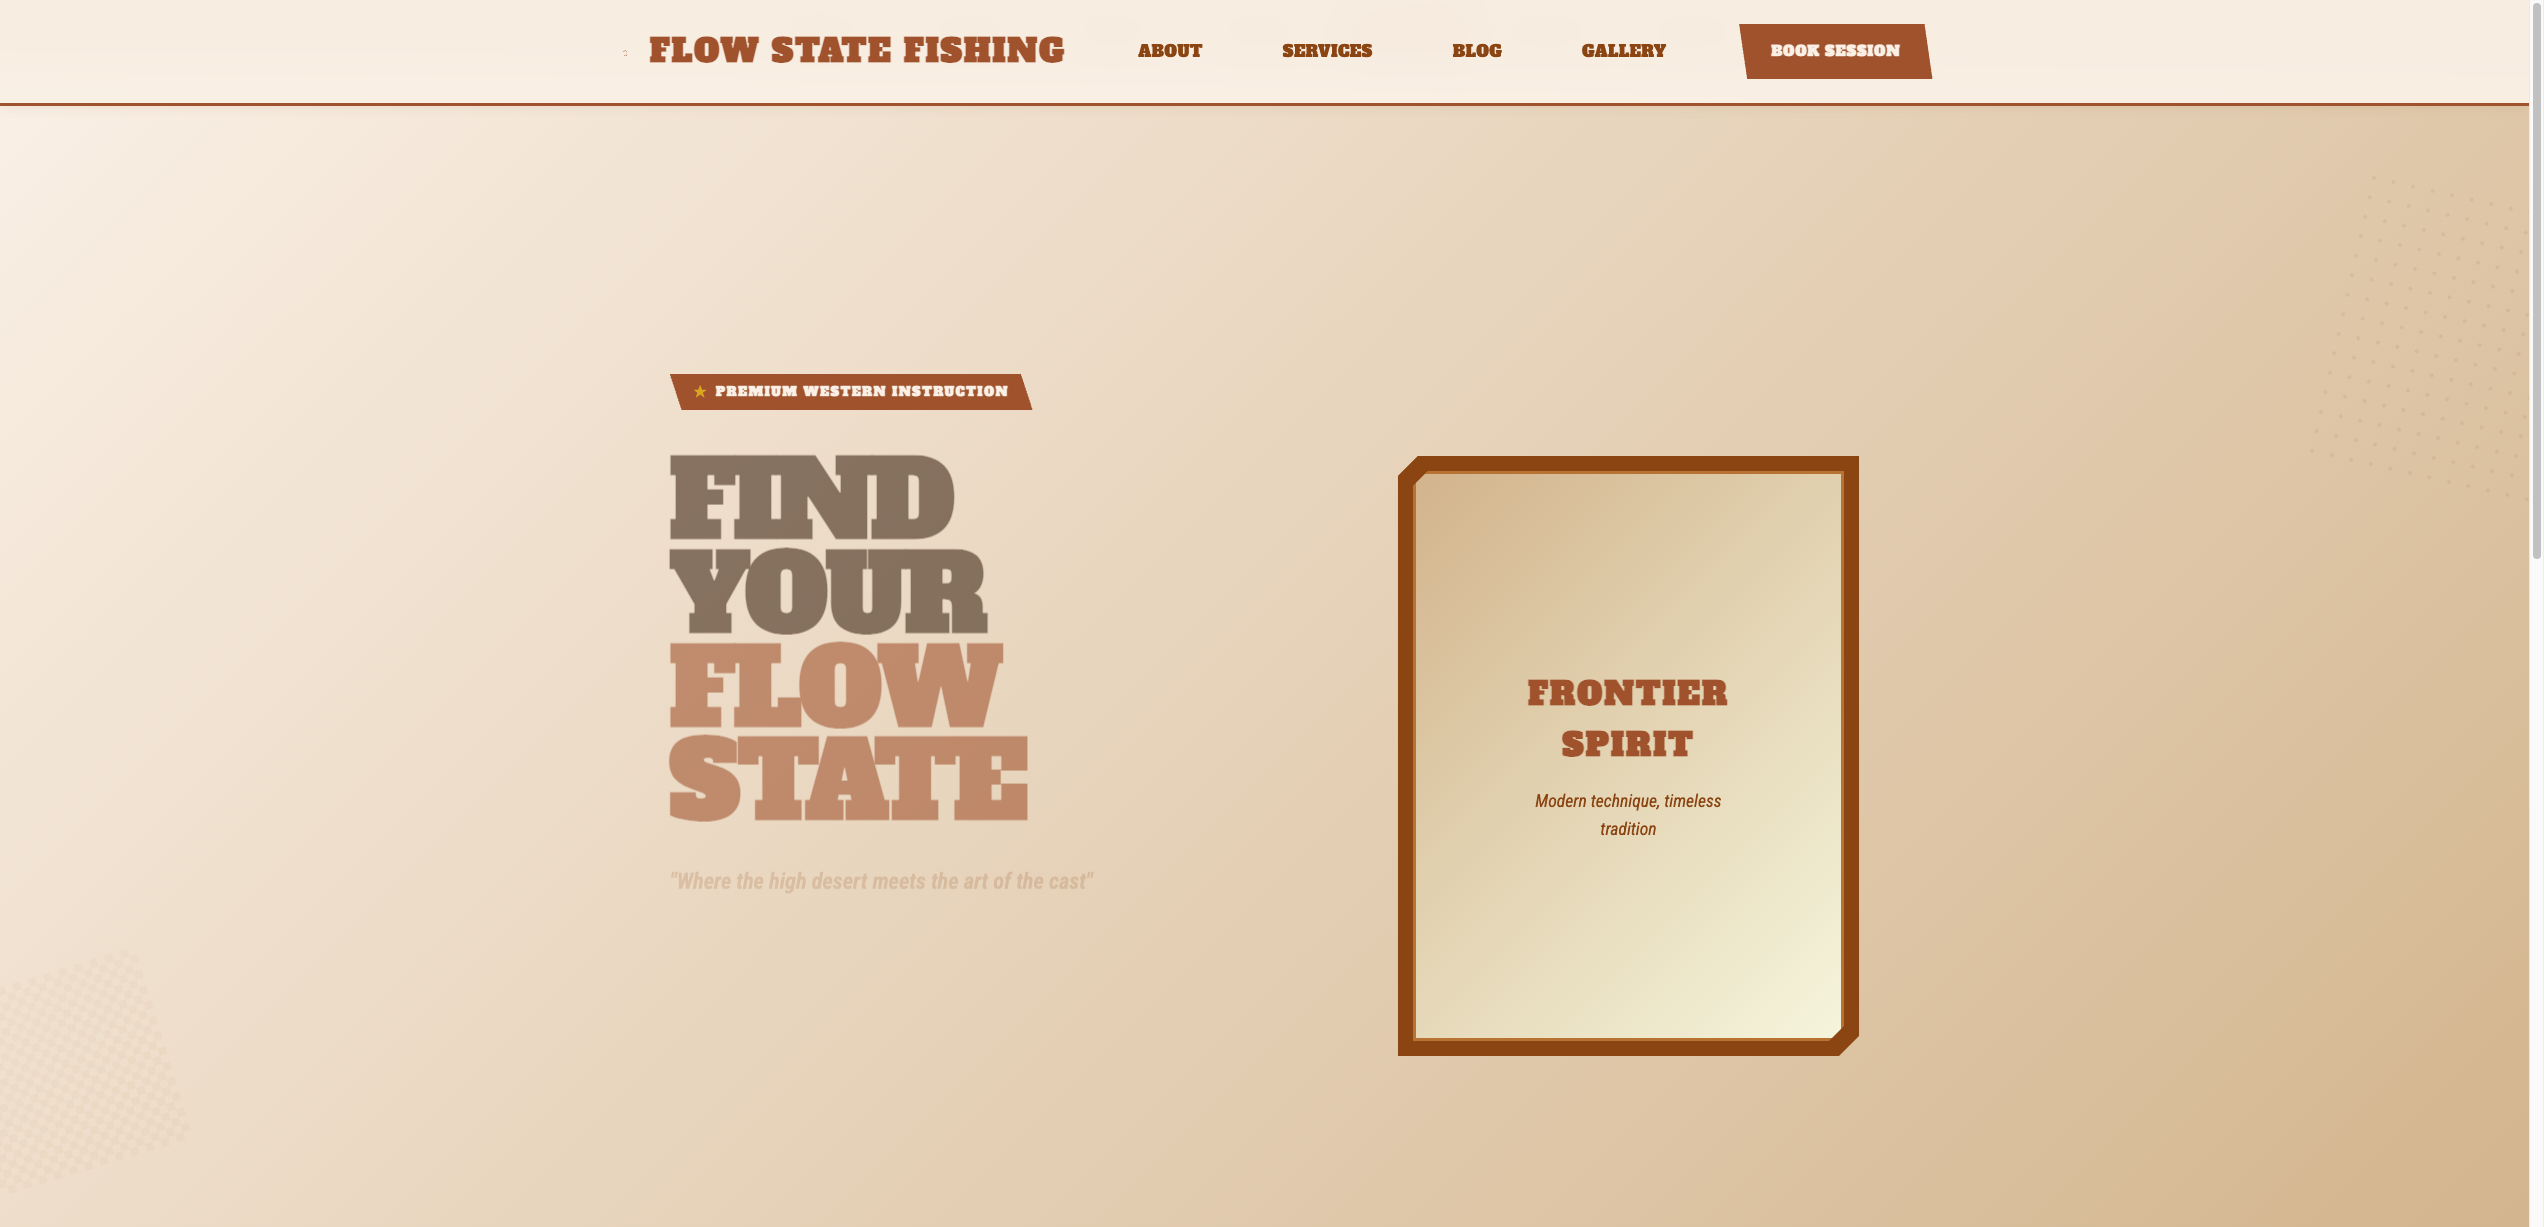 FLOW STATE FISHING
ABOUT
SERVICES
BLOG
GALLERY
BOOK SESSION
★ PREMIUM WESTERN INSTRUCTION
FIND
YOUR
FLOW
STATE
"Where the high desert meets the art of the cast"
FRONTIER
SPIRIT
Modern technique, timeless
tradition